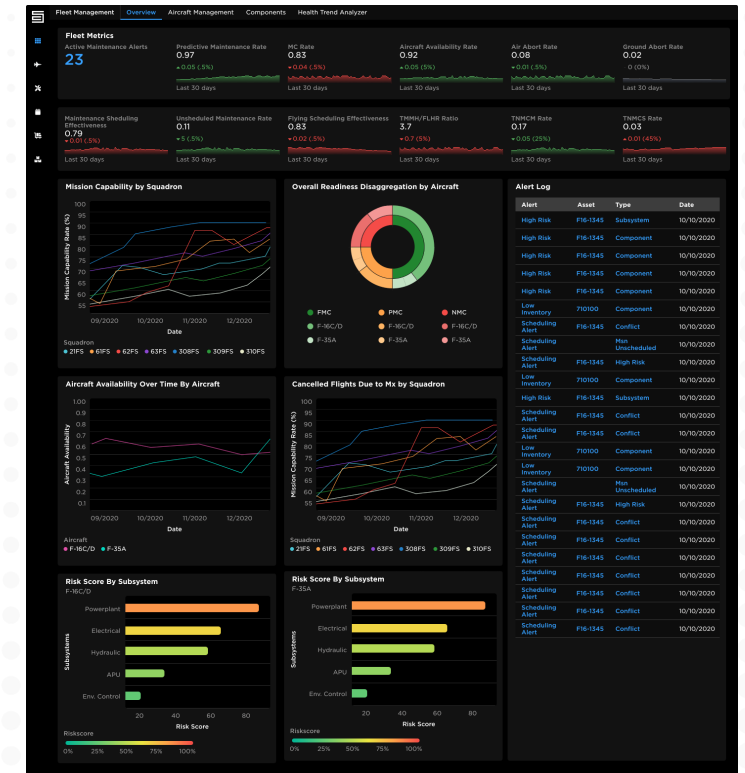 Fleet Management Overview Aircraft Management Components Health Trend Analyzer
Fleet Metrics
Active Maintenance Alerts
23
Predictive Maintenance Rate
0.97
▲0.05 (.5%)
Last 30 days
MC Rate
0.83
▼0.04 (.5%)
Last 30 days
Aircraft Availability Rate
0.92
▲0.05 (5%)
Last 30 days
Air Abort Rate
0.08
▲0.01 (.5%)
Last 30 days
Ground Abort Rate
0.02
0 (0%)
Last 30 days
Maintenance Sheduling
Effectiveness
0.79
▼0.01 (.5%)
Last 30 days
Unsheduled Maintenance Rate
0.11
▼5 (.5%)
Last 30 days
Flying Scheduling Effectiveness
0.83
▼0.02 (.5%)
Last 30 days
TMMH/FLHR Ratio
3.7
▼0.7 (5%)
Last 30 days
TNMCM Rate
0.17
▼0.05 (25%)
Last 30 days
TNMCS Rate
0.03
▲0.01 (45%)
Last 30 days
Mission Capability by Squadron
Mission Capability Rate (%)
100
95
90
85
80
75
70
65
60
55
09/2020 10/2020 11/2020 12/2020
Date
Squadron
21FS 61FS 62FS 63FS 308FS 309FS 310FS
Overall Readiness Disaggregation by Aircraft
FMC PMC NMC
F-16C/D F-16C/D F-16C/D
F-35A F-35A F-35A
Aircraft Availability Over Time By Aircraft
Aircraft Availability
1.00
0.9
0.8
0.7
0.6
0.5
0.4
0.3
0.2
0.1
09/2020 10/2020 11/2020 12/2020
Date
Aircraft
F-16C/D F-35A
Cancelled Flights Due to Mx by Squadron
Mission Capability Rate (%)
100
95
90
85
80
75
70
65
60
55
09/2020 10/2020 11/2020 12/2020
Date
Squadron
21FS 61FS 62FS 63FS 308FS 309FS 310FS
Risk Score By Subsystem
F-16C/D
Subsystems
Powerplant
Electrical
Hydraulic
APU
Env. Control
20 40 60 80
Risk Score
Riskscore
0% 25% 50% 75% 100%
Risk Score By Subsystem
F-35A
Subsystems
Powerplant
Electrical
Hydraulic
APU
Env. Control
20 40 60 80
Risk Score
Riskscore
0% 25% 50% 75% 100%
Alert Log
Alert Asset Type Date
High Risk F16-1345 Subsystem 10/10/2020
High Risk F16-1345 Component 10/10/2020
High Risk F16-1345 Component 10/10/2020
High Risk F16-1345 Component 10/10/2020
High Risk F16-1345 Component 10/10/2020
Low
Inventory 710100 Component 10/10/2020
Scheduling
Alert F16-1345 Conflict 10/10/2020
Scheduling Msn
Alert Unscheduled 10/10/2020
Scheduling
Alert F16-1345 High Risk 10/10/2020
Low
Inventory 710100 Component 10/10/2020
High Risk F16-1345 Subsystem 10/10/2020
Scheduling
Alert F16-1345 Conflict 10/10/2020
Scheduling
Alert F16-1345 Conflict 10/10/2020
Low
Inventory 710100 Component 10/10/2020
Low
Inventory 710100 Component 10/10/2020
Scheduling Msn
Alert Unscheduled 10/10/2020
Scheduling
Alert F16-1345 High Risk 10/10/2020
Scheduling
Alert F16-1345 Conflict 10/10/2020
Scheduling
Alert F16-1345 Conflict 10/10/2020
Scheduling
Alert F16-1345 Conflict 10/10/2020
Scheduling
Alert F16-1345 Conflict 10/10/2020
Scheduling
Alert F16-1345 Conflict 10/10/2020
Scheduling
Alert F16-1345 Conflict 10/10/2020
Scheduling
Alert F16-1345 Conflict 10/10/2020